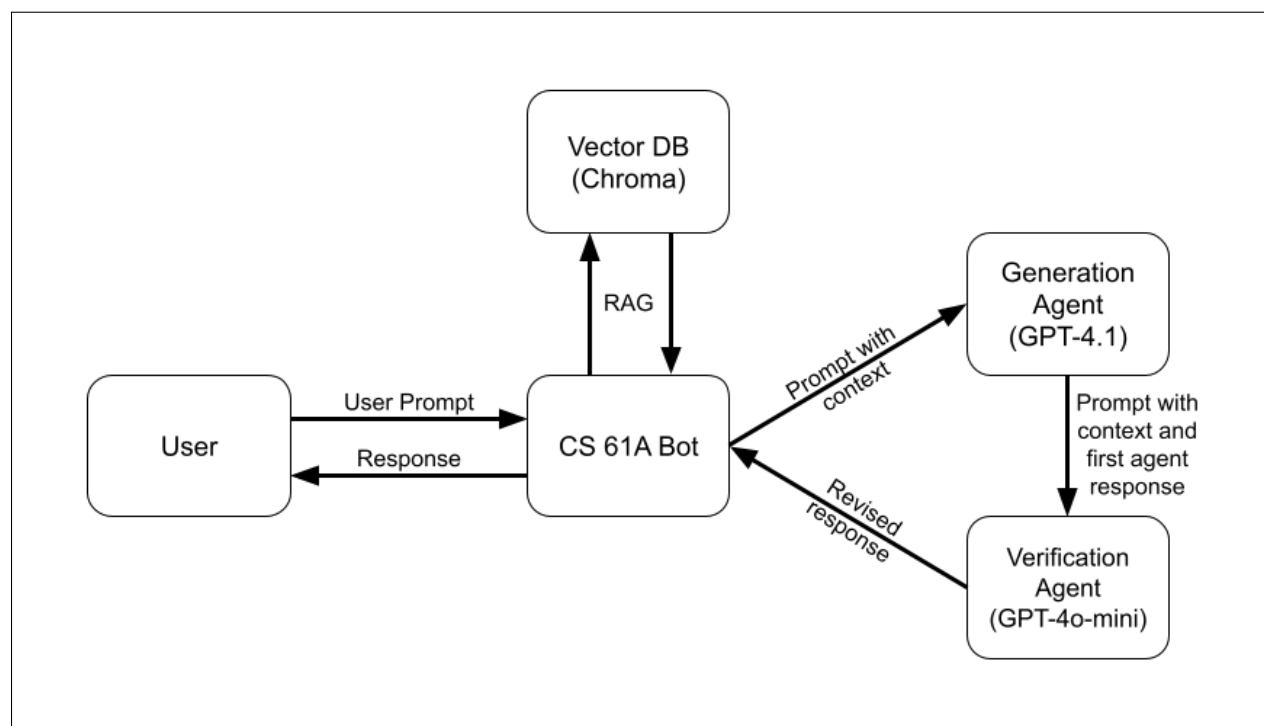 Vector DB
(Chroma)
RAG
User
User Prompt
Response
CS 61A Bot
Prompt with
context
Revised
response
Generation
Agent
(GPT-4.1)
Prompt with
context and
first agent
response
Verification
Agent
(GPT-4o-mini)